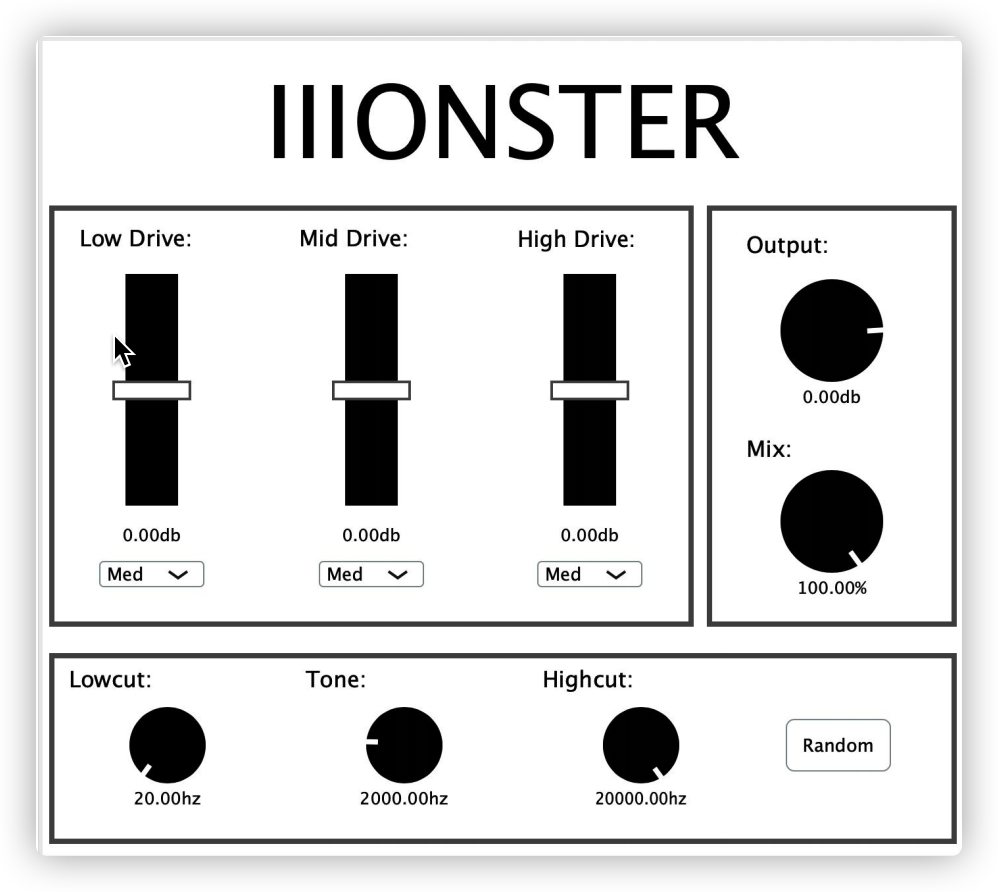 IIIONSTER
Low Drive:
Mid Drive:
High Drive:
0.00db
0.00db
0.00db
Med
Med
Med
Output:
0.00db
Mix:
100.00%
Lowcut:
Tone:
Highcut:
20.00hz
2000.00hz
20000.00hz
Random